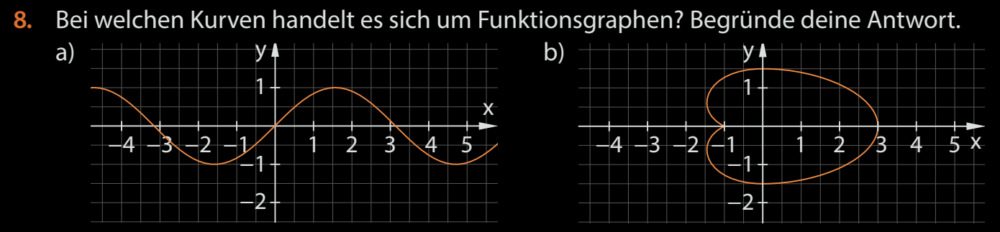 8. Bei welchen Kurven handelt es sich um Funktionsgraphen? Begründe deine Antwort.
a)
y
1
x
−4 −3 −2 −1 1 2 3 4 5
−1
−2
b)
y
1
−4 −3 −2 −1 1 2 3 4 5 x
−1
−2